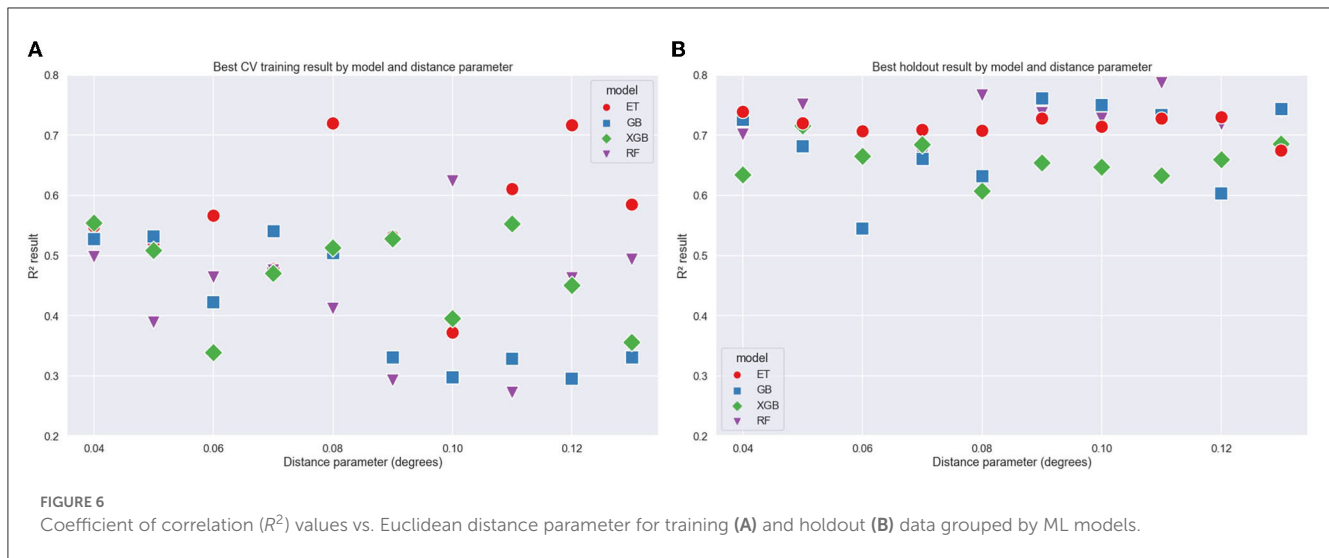 A
Best CV training result by model and distance parameter
0.8
0.7
0.6
0.5
0.4
0.3
0.2
R² result
model
ET
GB
XGB
RF
0.04
0.06
0.08
0.10
0.12
Distance parameter (degrees)
B
Best holdout result by model and distance parameter
0.8
0.7
0.6
0.5
0.4
0.3
0.2
R² result
model
ET
GB
XGB
RF
0.04
0.06
0.08
0.10
0.12
Distance parameter (degrees)
FIGURE 6
Coefficient of correlation (R²) values vs. Euclidean distance parameter for training (A) and holdout (B) data grouped by ML models.